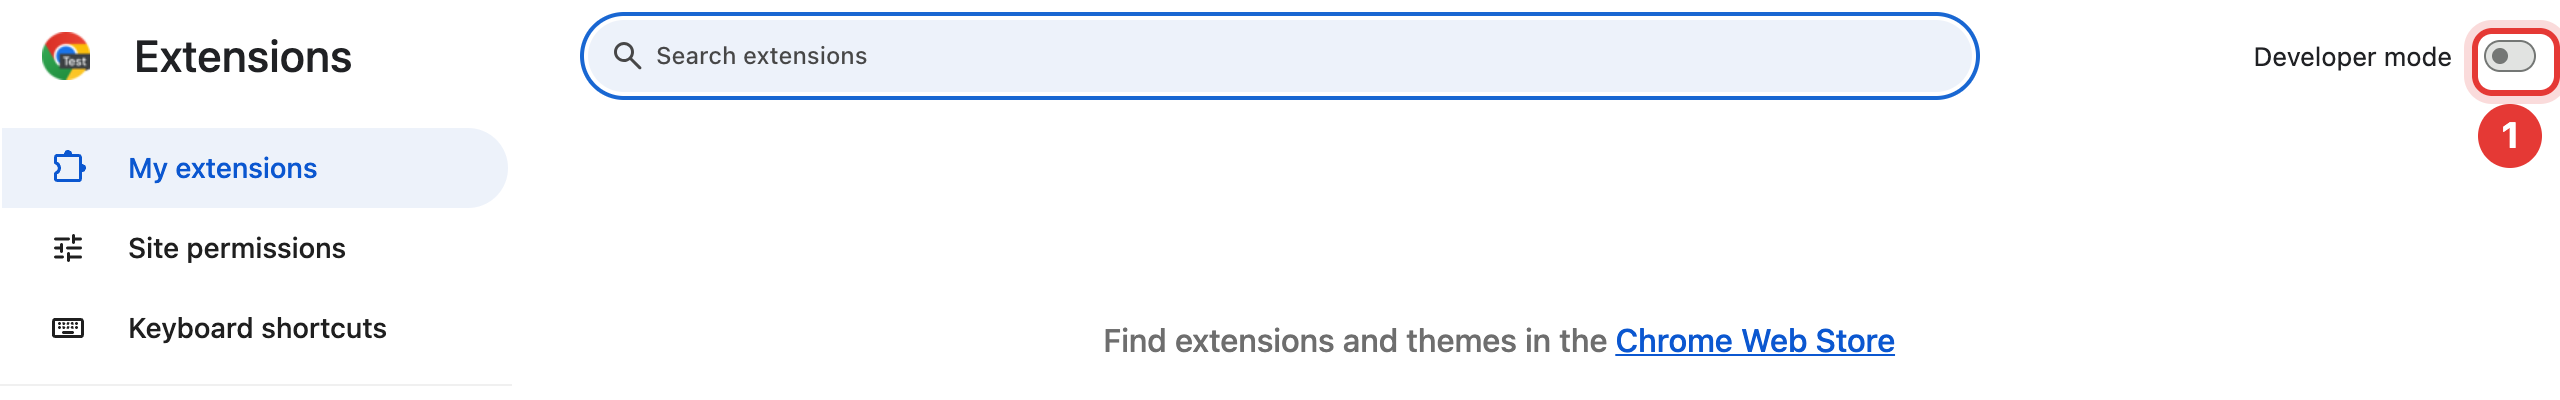 Test
Extensions
Search extensions
Developer mode
1
My extensions
Site permissions
Keyboard shortcuts
Find extensions and themes in the Chrome Web Store